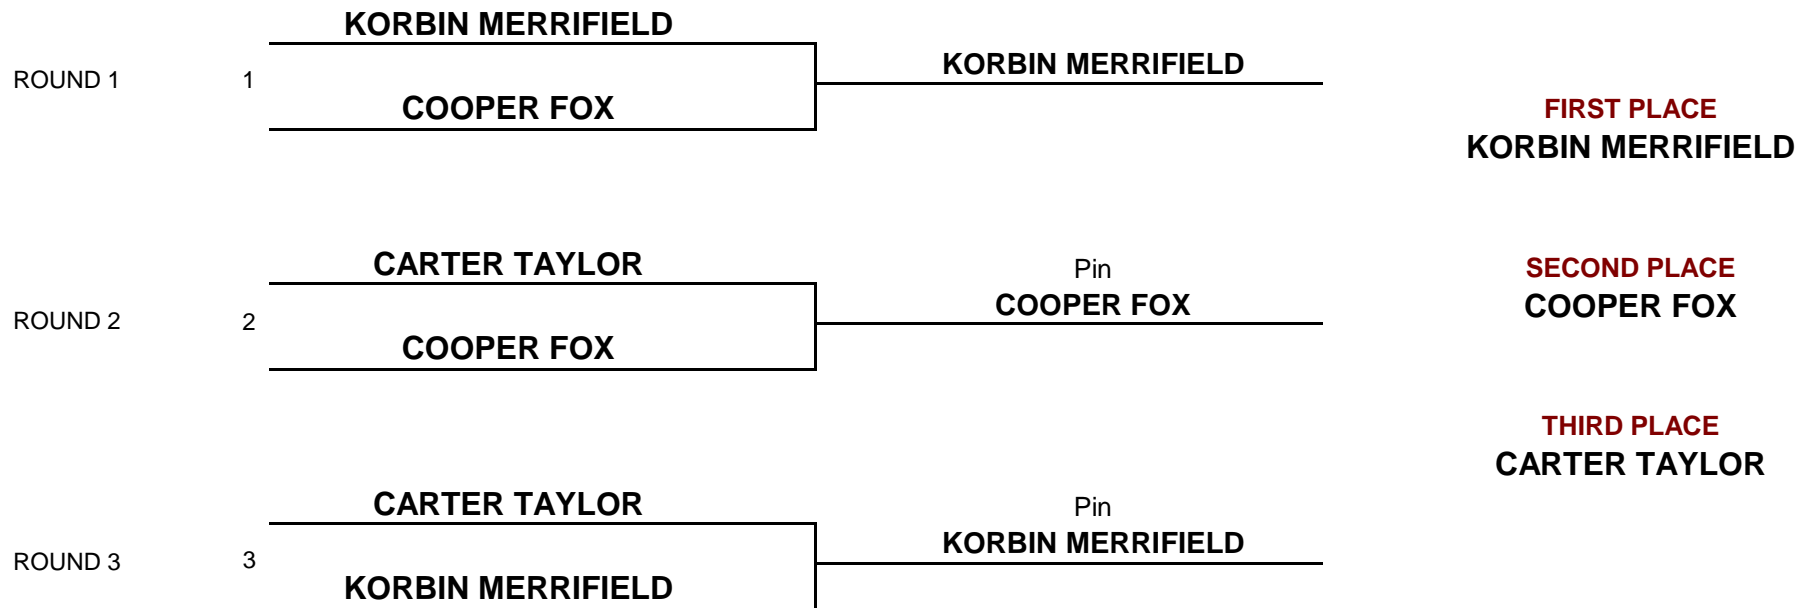 KORBIN MERRIFIELD
ROUND 1
1
KORBIN MERRIFIELD
COOPER FOX
FIRST PLACE
KORBIN MERRIFIELD
CARTER TAYLOR
Pin
SECOND PLACE
ROUND 2
2
COOPER FOX
COOPER FOX
COOPER FOX
THIRD PLACE
CARTER TAYLOR
CARTER TAYLOR
Pin
ROUND 3
3
KORBIN MERRIFIELD
KORBIN MERRIFIELD